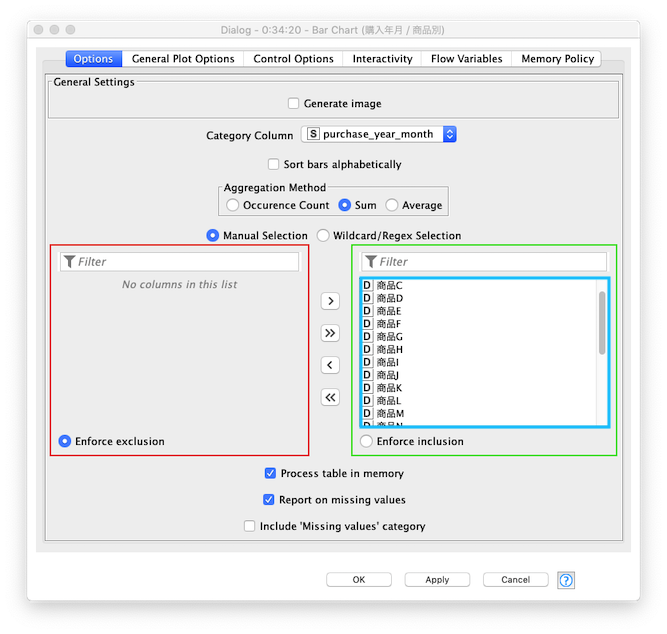 Dialog - 0:34:20 - Bar Chart (購入年月 / 商品別)
Options General Plot Options Control Options Interactivity Flow Variables Memory Policy
General Settings
Generate image
Category Column S purchase_year_month
Sort bars alphabetically
Aggregation Method
Occurence Count Sum Average
Manual Selection Wildcard/Regex Selection
Filter Filter
No columns in this list
D 商品C
D 商品D
D 商品E
D 商品F
D 商品G
D 商品H
D 商品I
D 商品J
D 商品K
D 商品L
D 商品M
D 商品N
Enforce exclusion Enforce inclusion
Process table in memory
Report on missing values
Include 'Missing values' category
OK Apply Cancel ?